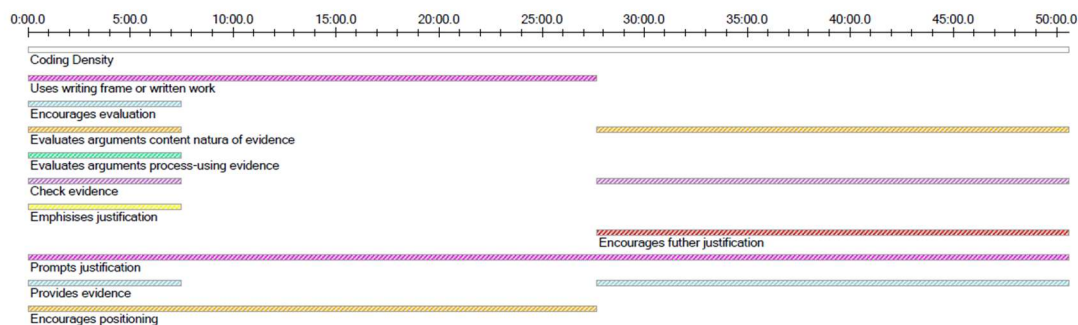 0:00.0 5:00.0 10:00.0 15:00.0 20:00.0 25:00.0 30:00.0 35:00.0 40:00.0 45:00.0 50:00.0
Coding Density
Uses writing frame or written work
Encourages evaluation
Evaluates arguments content natura of evidence
Evaluates arguments process-using evidence
Check evidence
Emphisises justification
Encourages futher justification
Prompts justification
Provides evidence
Encourages positioning